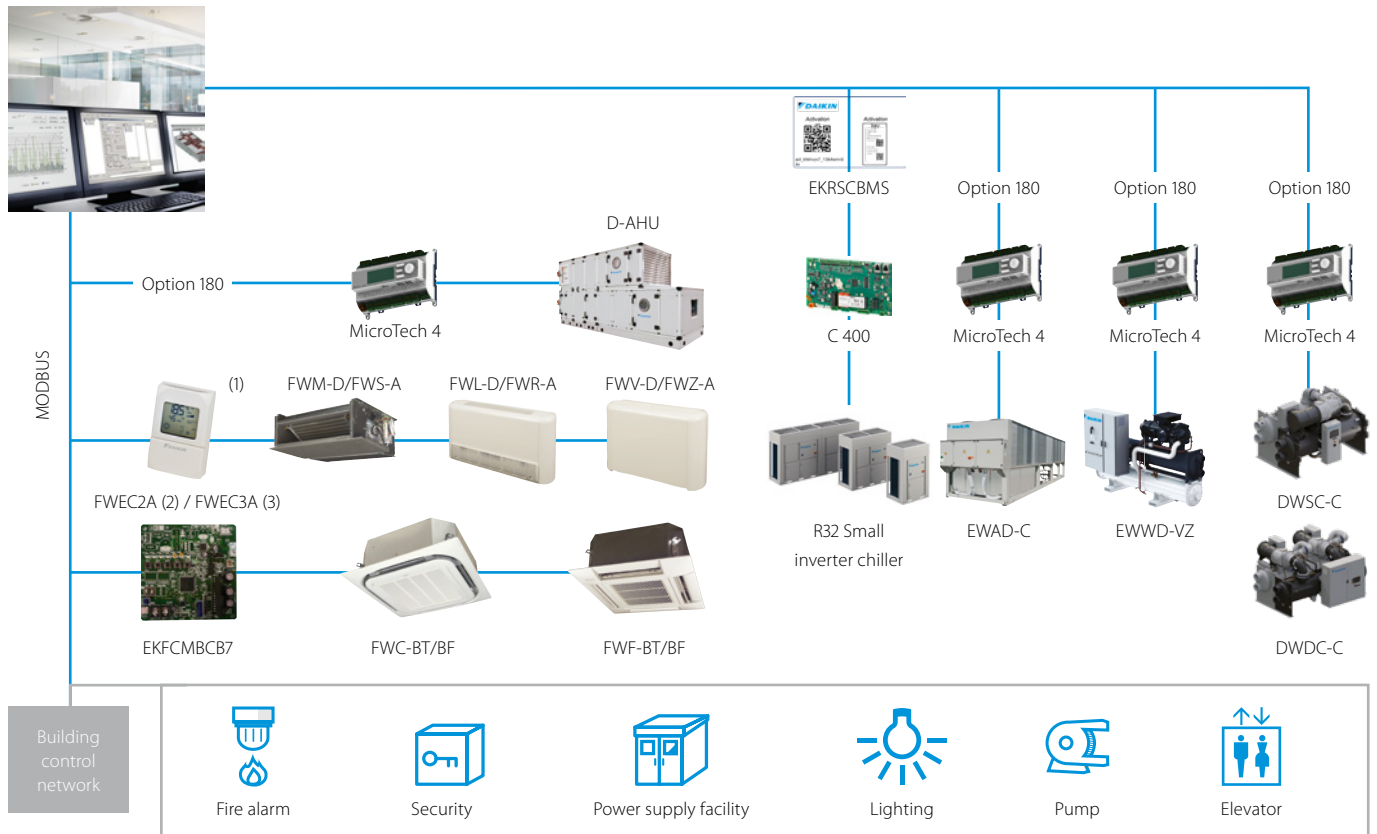 DAIKIN
Activation
Activation
EKRSCBMS
Option 180
Option 180
Option 180
D-AHU
Option 180
MicroTech 4
C 400
MicroTech 4
MicroTech 4
MicroTech 4
MODBUS
(1)
FWM-D/FWS-A
FWL-D/FWR-A
FWV-D/FWZ-A
FWEC2A (2) / FWEC3A (3)
R32 Small
inverter chiller
EWAD-C
EWWD-VZ
DWSC-C
EKFCMBCB7
FWC-BT/BF
FWF-BT/BF
DWDC-C
Building
control
network
Fire alarm
Security
Power supply facility
Lighting
Pump
Elevator